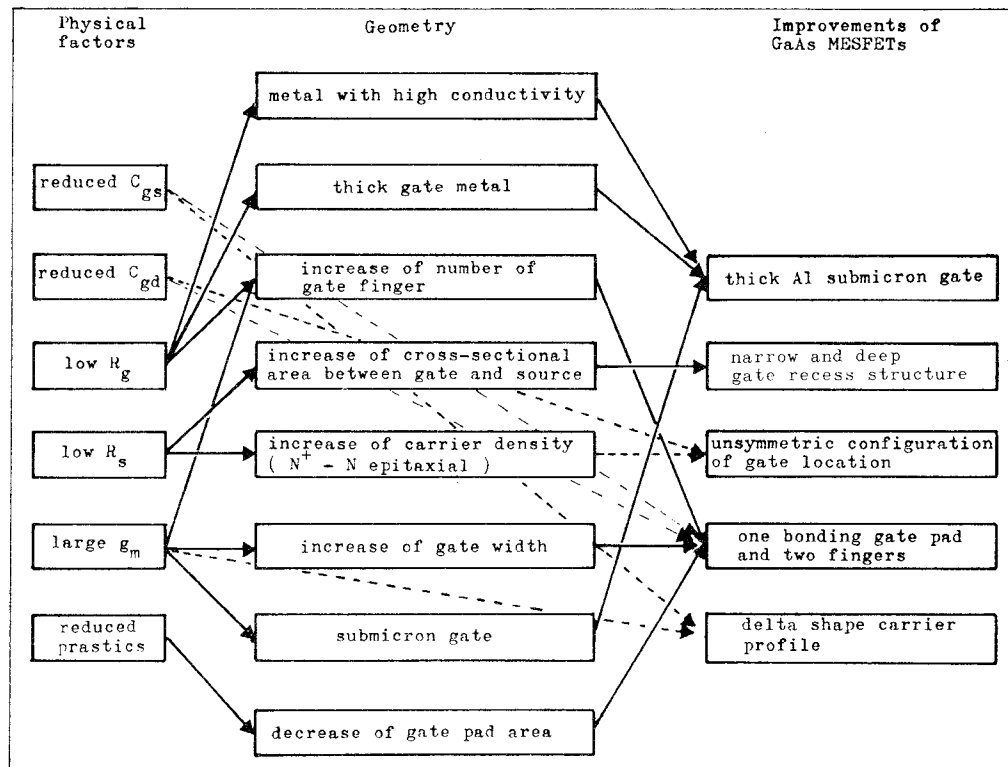 Physical
factors
Geometry
Improvements of
GaAs MESFETs
metal with high conductivity
reduced C_gs
thick gate metal
reduced C_gd
increase of number of
gate finger
thick Al submicron gate
low R_g
increase of cross-sectional
area between gate and source
narrow and deep
gate recess structure
low R_s
increase of carrier density
( N⁺ - N epitaxial )
unsymmetric configuration
of gate location
large g_m
increase of gate width
one bonding gate pad
and two fingers
reduced
prastics
submicron gate
delta shape carrier
profile
decrease of gate pad area